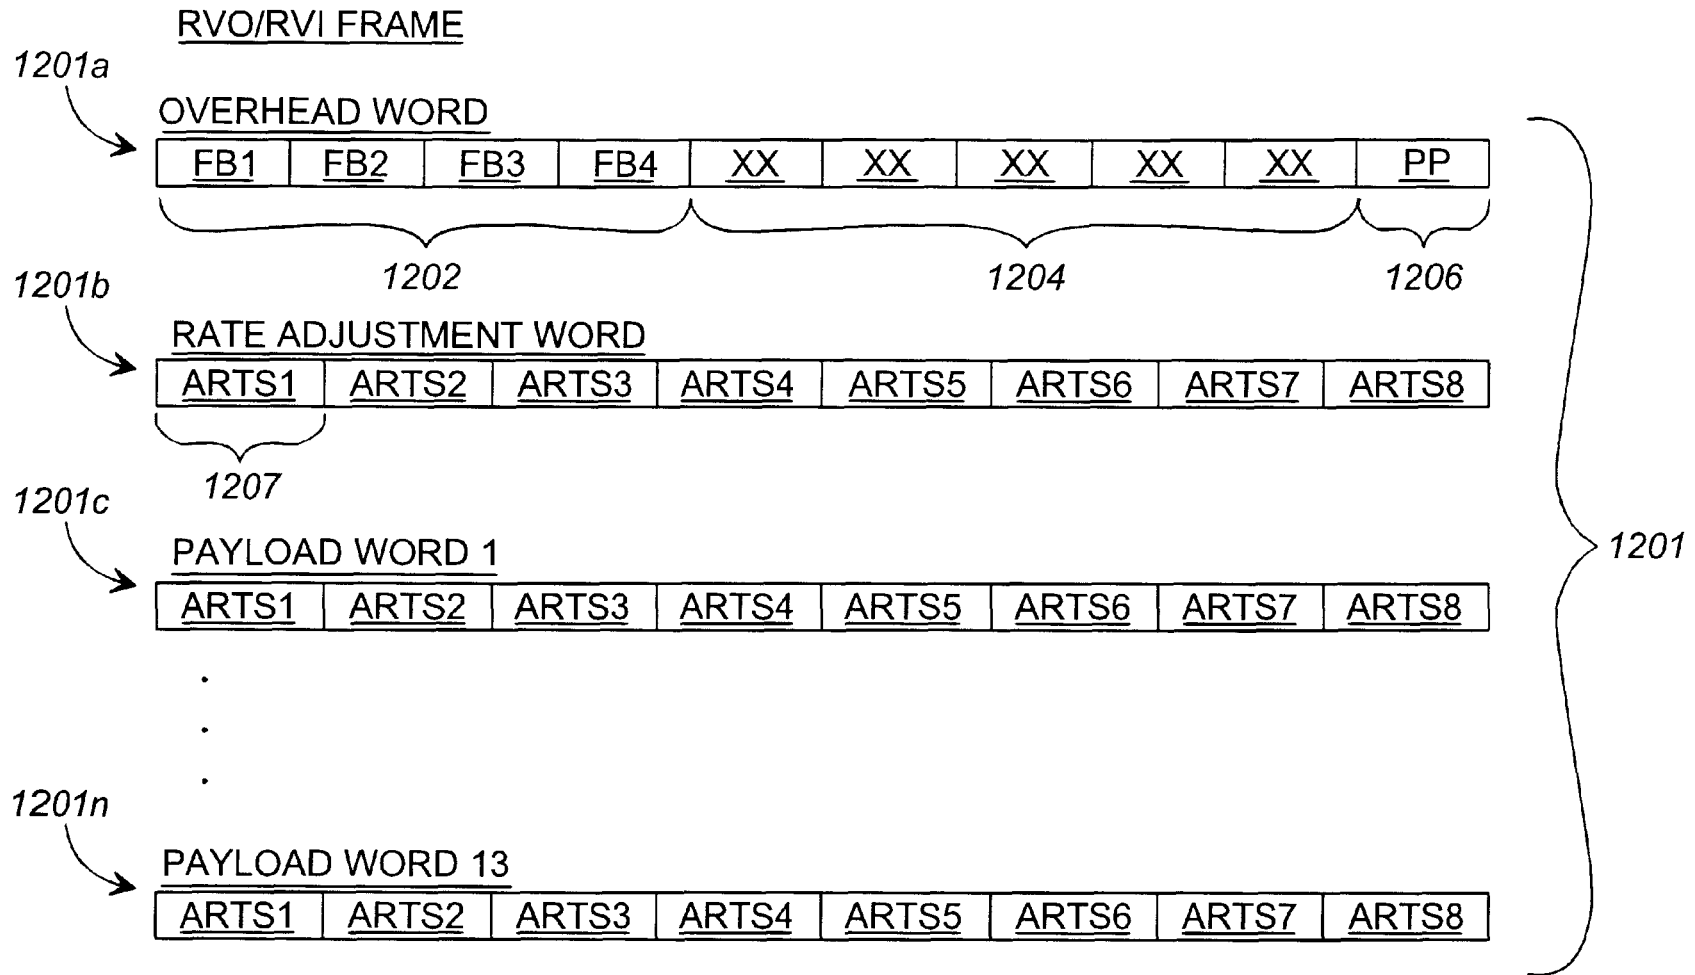 RVO/RVI FRAME
1201a
OVERHEAD WORD
FB1 FB2 FB3 FB4 XX XX XX XX XX PP
1202 1204 1206
1201b
RATE ADJUSTMENT WORD
ARTS1 ARTS2 ARTS3 ARTS4 ARTS5 ARTS6 ARTS7 ARTS8
1207
1201c
PAYLOAD WORD 1
ARTS1 ARTS2 ARTS3 ARTS4 ARTS5 ARTS6 ARTS7 ARTS8
1201
1201n
PAYLOAD WORD 13
ARTS1 ARTS2 ARTS3 ARTS4 ARTS5 ARTS6 ARTS7 ARTS8